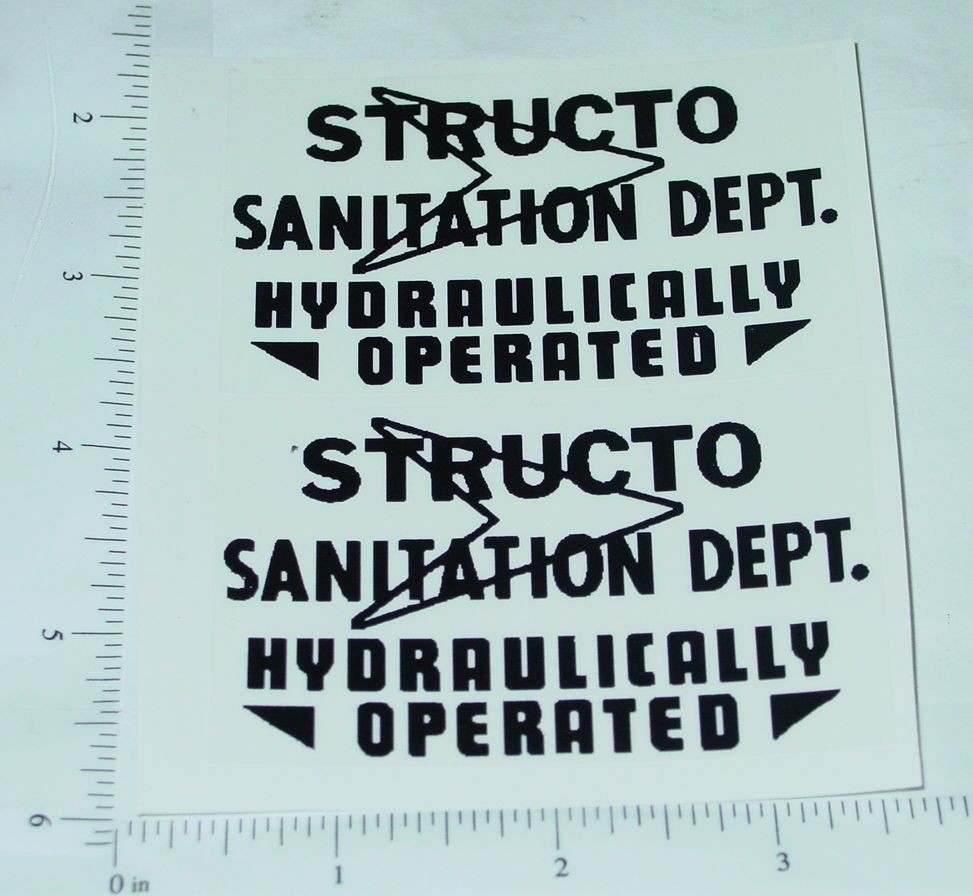 STRUCTO
SANITATION DEPT.
HYDRAULICALLY
OPERATED
STRUCTO
SANITATION DEPT.
HYDRAULICALLY
OPERATED
2
3
4
5
6
0 in
1
2
3